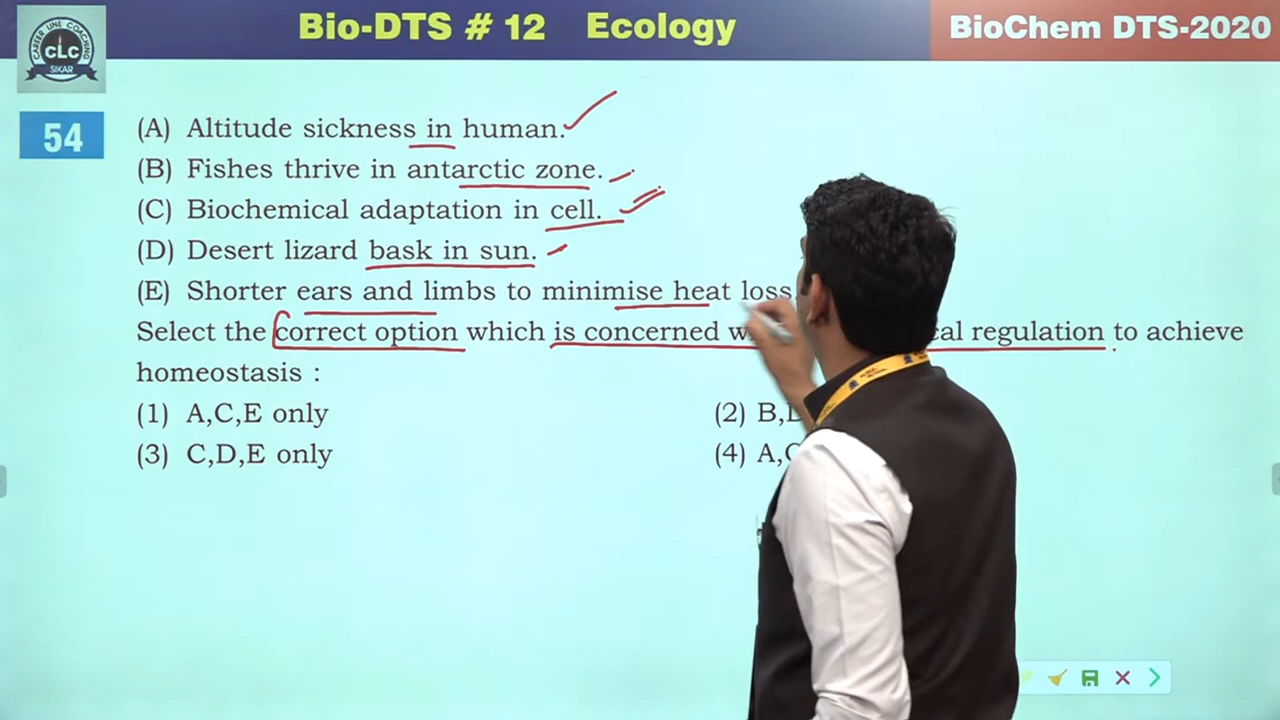 Bio-DTS # 12 Ecology
BioChem DTS-2020
CAREER LINE COACHING
CLC
SIKAR
54
(A) Altitude sickness in human.
(B) Fishes thrive in antarctic zone.
(C) Biochemical adaptation in cell.
(D) Desert lizard bask in sun.
(E) Shorter ears and limbs to minimise heat loss
Select the correct option which is concerned regulation to achieve
homeostasis :
(1) A,C,E only
(2) B,
(3) C,D,E only
(4) A,